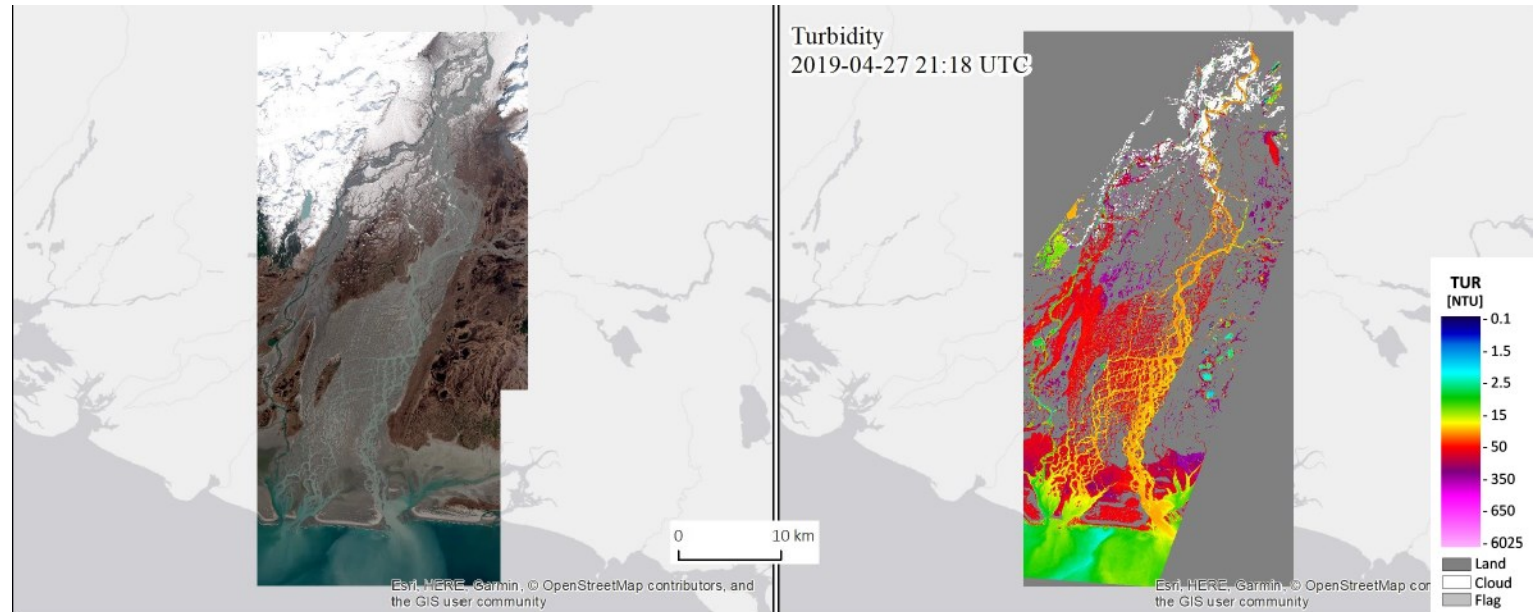 Turbidity
2019-04-27 21:18 UTC
TUR
[NTU]
- 0.1
- 1.5
- 2.5
- 15
- 50
- 350
- 650
- 6025
Land
Cloud
Flag
0 10 km
Esri, HERE, Garmin, © OpenStreetMap contributors, and
the GIS user community
Esri, HERE, Garmin, © OpenStreetMap cor
the GIS user community